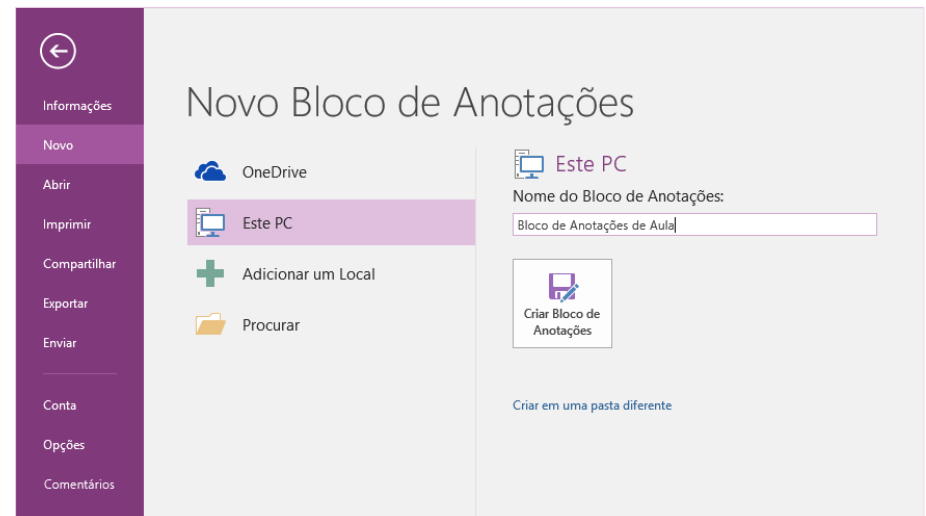 Informações
Novo
Abrir
Imprimir
Compartilhar
Exportar
Enviar
Conta
Opções
Comentários
Novo Bloco de Anotações
OneDrive
Este PC
Adicionar um Local
Procurar
Este PC
Nome do Bloco de Anotações:
Bloco de Anotações de Aula
Criar Bloco de
Anotações
Criar em uma pasta diferente